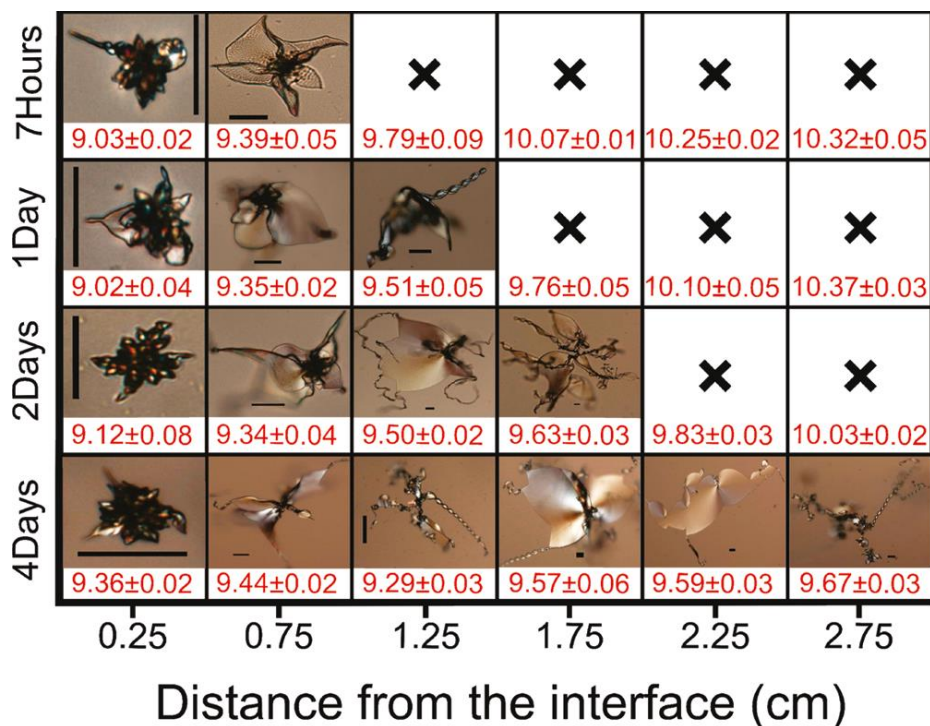 7Hours
9.03±0.02 9.39±0.05 9.79±0.09 10.07±0.01 10.25±0.02 10.32±0.05
1Day
9.02±0.04 9.35±0.02 9.51±0.05 9.76±0.05 10.10±0.05 10.37±0.03
2Days
9.12±0.08 9.34±0.04 9.50±0.02 9.63±0.03 9.83±0.03 10.03±0.02
4Days
9.36±0.02 9.44±0.02 9.29±0.03 9.57±0.06 9.59±0.03 9.67±0.03
0.25 0.75 1.25 1.75 2.25 2.75
Distance from the interface (cm)